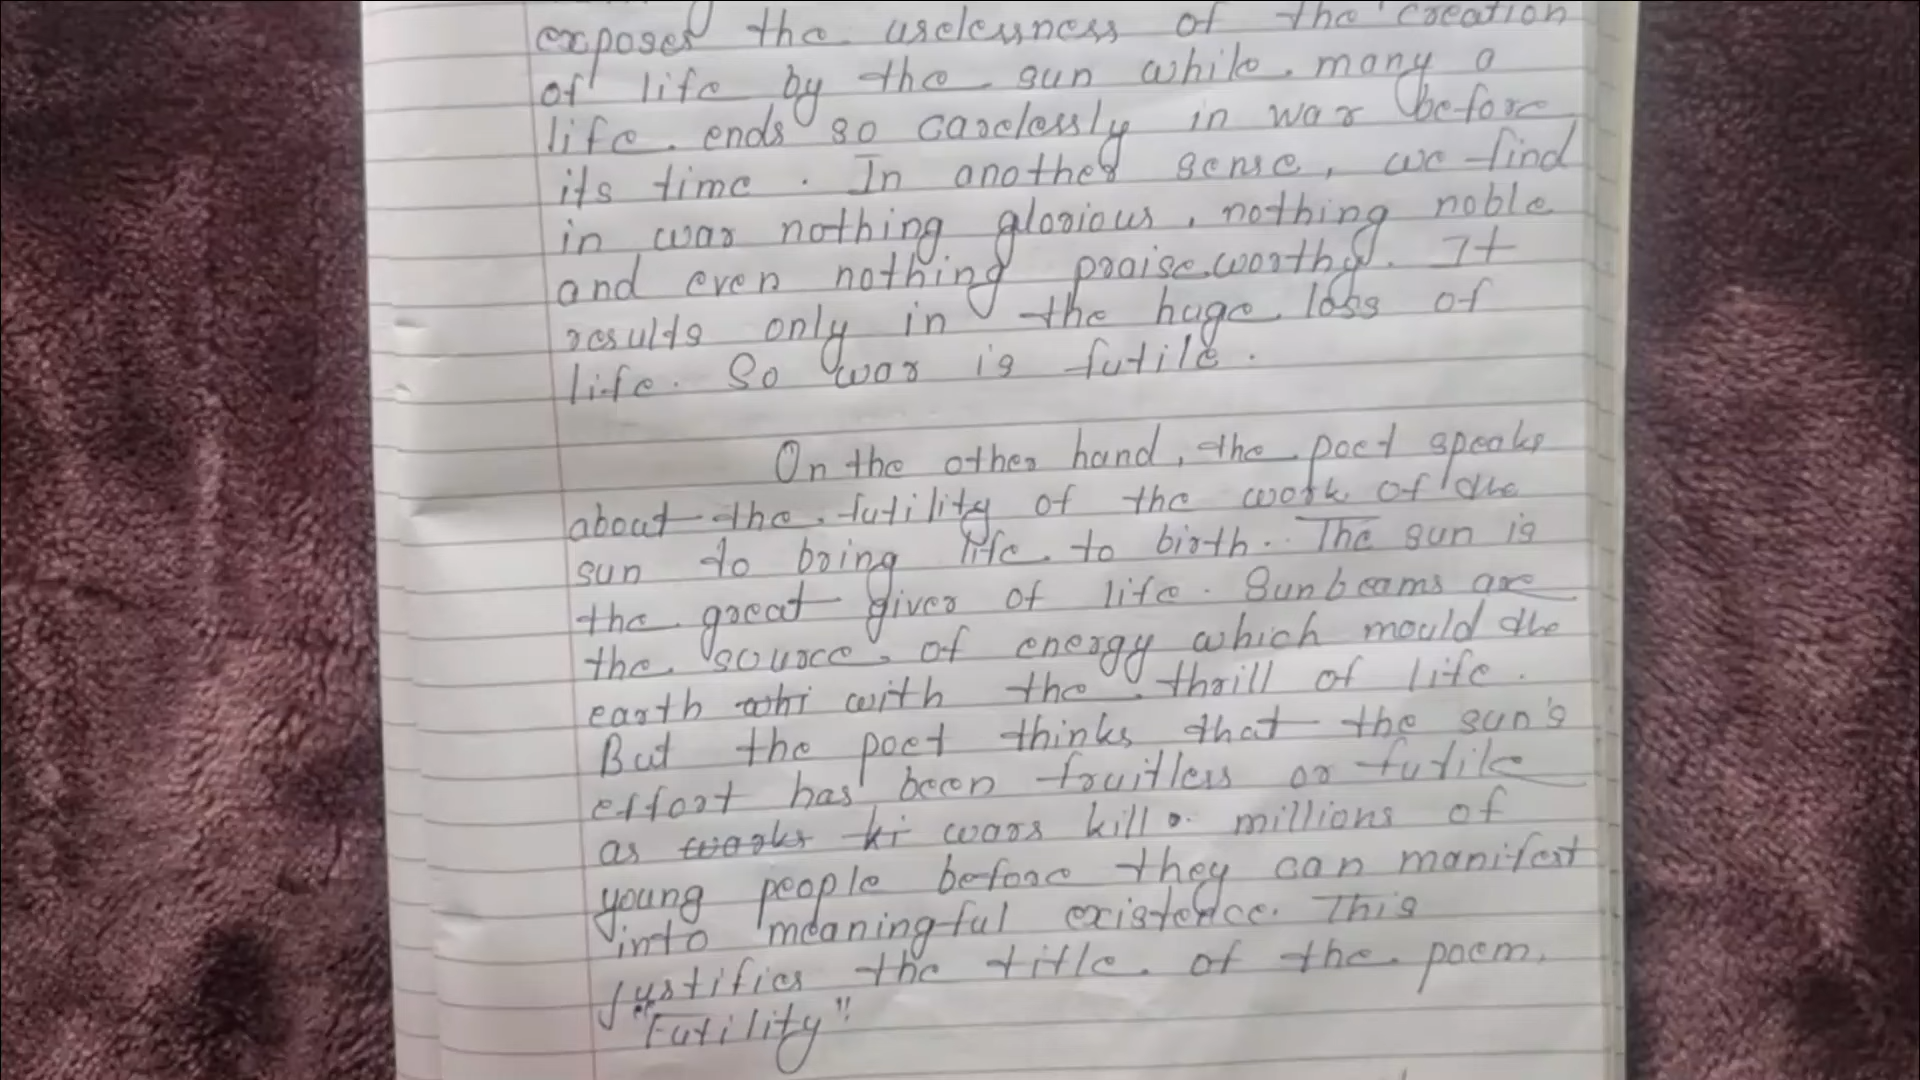 exposes the uselessness of the creation
of life by the sun while many a
life ends so carelessly in war before
its time. In another sense, we find
in war nothing glorious, nothing noble
and even nothing praiseworthy. It
results only in the huge loss of
life. So war is futile.
On the other hand, the poet speaks
about the futility of the work of the
sun to bring life to birth. The sun is
the great giver of life. Sunbeams are
the source of energy which mould the
earth whi with the thrill of life.
But the poet thinks that the sun's
effort has been fruitless or futile
as works ki wars kill millions of
young people before they can manifest
into meaningful existence. This
justifies the title of the poem,
"Futility"